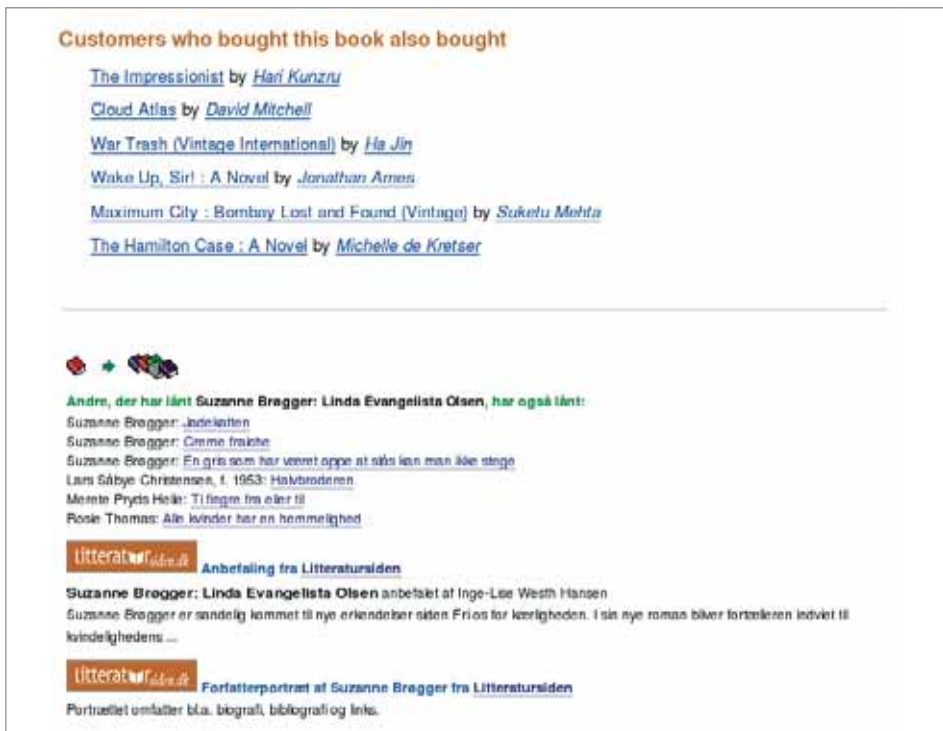 Customers who bought this book also bought
The Impressionist by Hari Kunzru
Cloud Atlas by David Mitchell
War Trash (Vintage International) by Ha Jin
Wake Up, Sir! : A Novel by Jonathan Ames
Maximum City : Bombay Lost and Found (Vintage) by Suketu Mehta
The Hamilton Case : A Novel by Michelle de Kretser
Andre, der har lånt Suzanne Brøgger: Linda Evangelista Olsen, har også lånt:
Suzanne Brøgger: Jadekatten
Suzanne Brøgger: Creme fraiche
Suzanne Brøgger: En gris som har været oppe at slås kan man ikke stege
Lars Såbye Christensen, f. 1953: Halvbroderen
Merete Pryds Helle: Ti fingre fra eller til
Rosie Thomas: Alle kvinder har en hemmelighed
Litteratursiden.dk Anbefaling fra Litteratursiden
Suzanne Brøgger: Linda Evangelista Olsen anbefalet af Inge-Lise Westh Hansen
Suzanne Brøgger er sandelig kommet til nye erkendelser siden Fri os for kærligheden. I sin nye roman bliver fortælleren indviet til
kvindelighedens ...
Litteratursiden.dk Forfatterportræt af Suzanne Brøgger fra Litteratursiden
Portrættet omfatter bl.a. biografi, bibliografi og links.